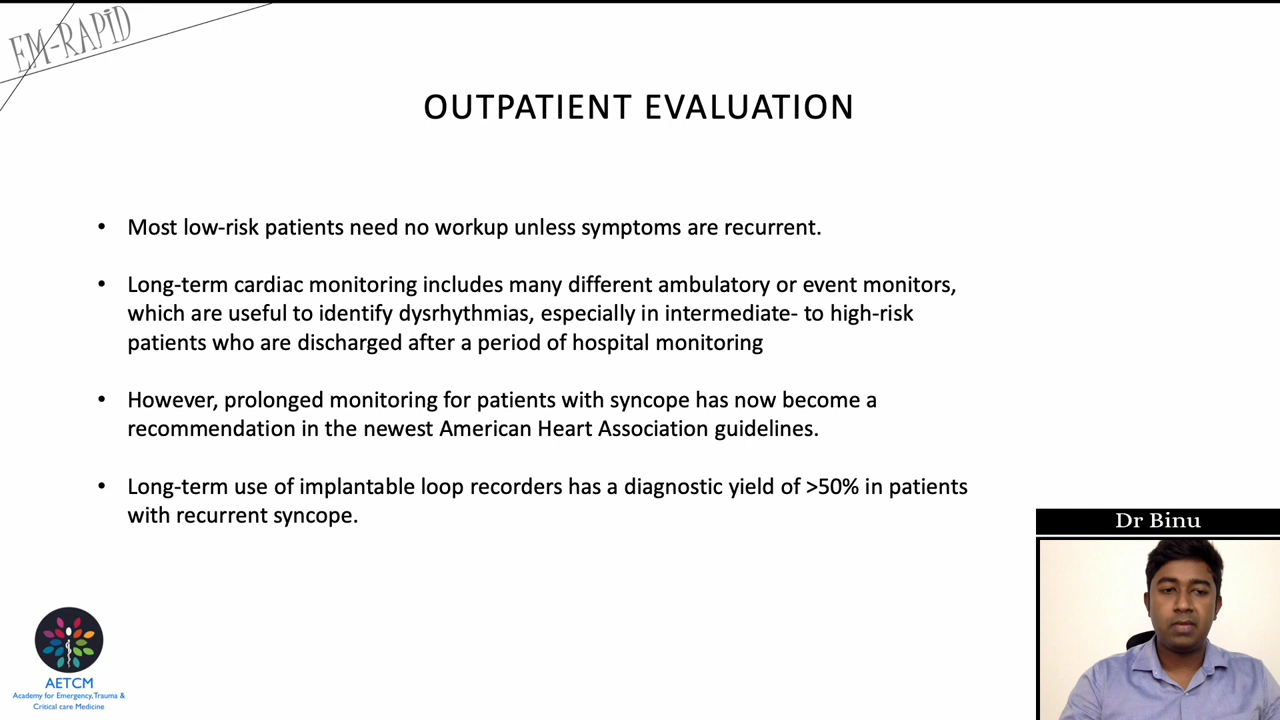 EM-RAPID
OUTPATIENT EVALUATION
• Most low-risk patients need no workup unless symptoms are recurrent.
• Long-term cardiac monitoring includes many different ambulatory or event monitors,
which are useful to identify dysrhythmias, especially in intermediate- to high-risk
patients who are discharged after a period of hospital monitoring
• However, prolonged monitoring for patients with syncope has now become a
recommendation in the newest American Heart Association guidelines.
• Long-term use of implantable loop recorders has a diagnostic yield of >50% in patients
with recurrent syncope.
Dr Binu
AETCM
Academy for Emergency,Trauma &
Critical care Medicine